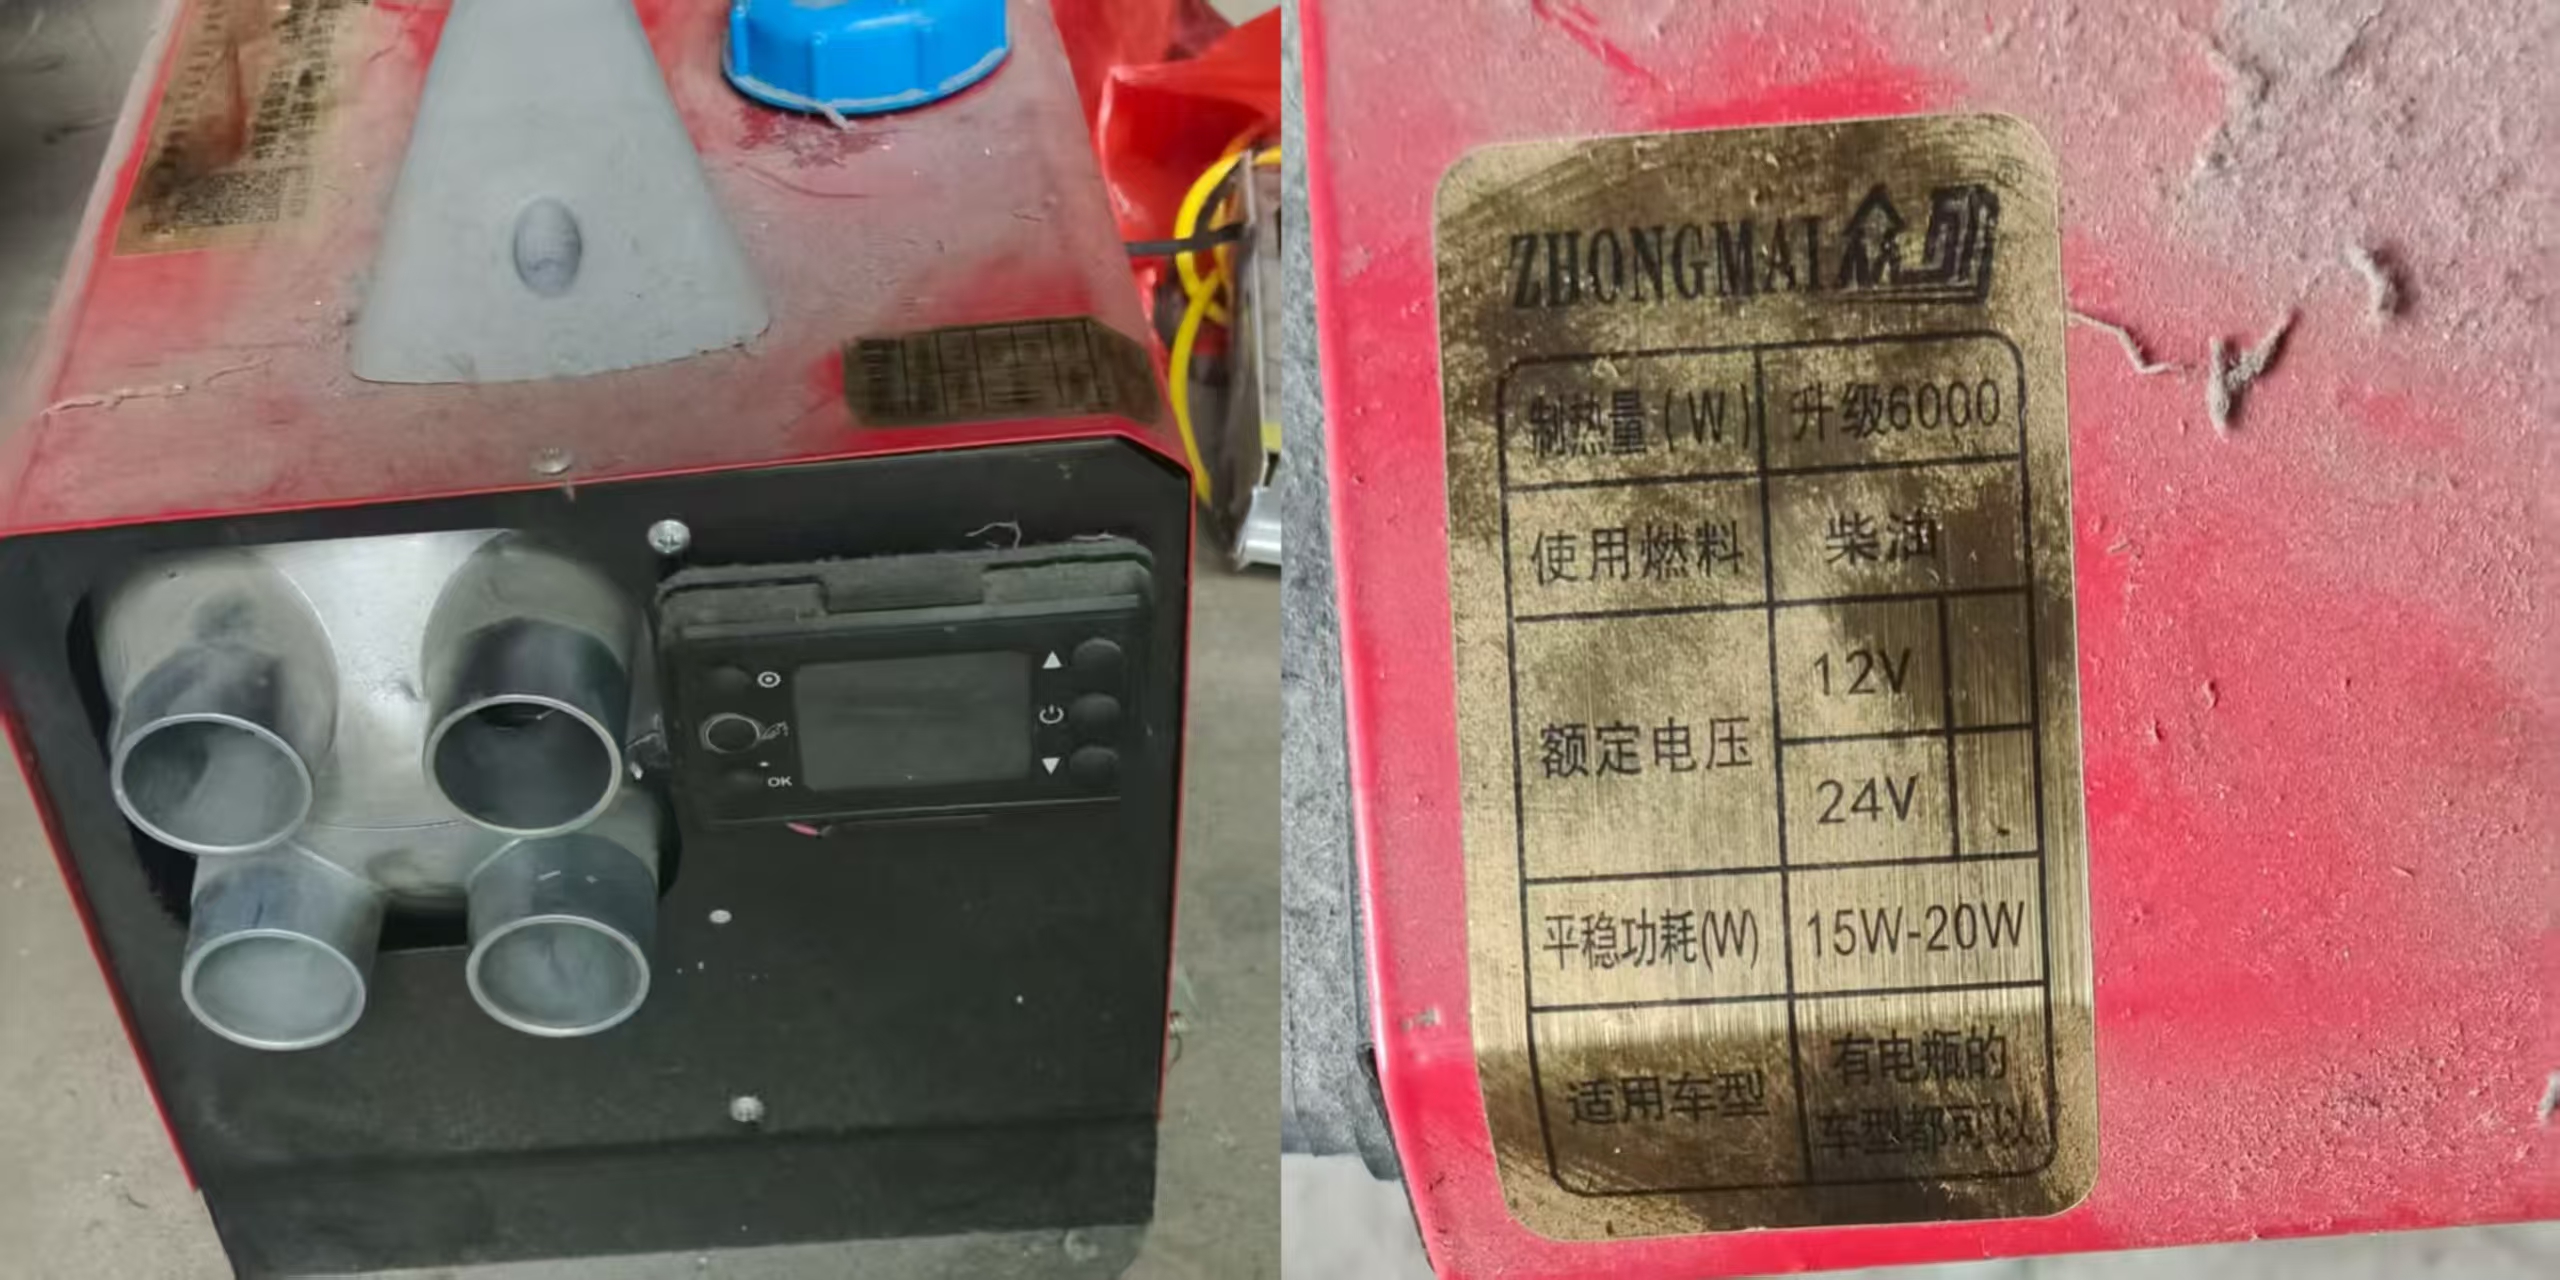 OK
ZHONGMAI众邁®
制热量(W) 升级6000
使用燃料 柴油
额定电压 12V
24V
平稳功耗(W) 15W-20W
适用车型 有电瓶的
车型都可以